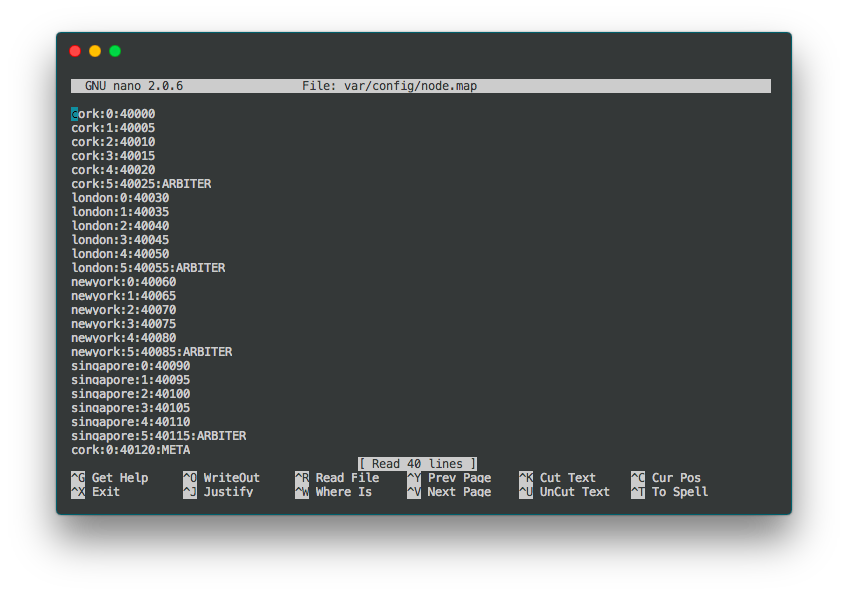 GNU nano 2.0.6 File: var/config/node.map
cork:0:40000
cork:1:40005
cork:2:40010
cork:3:40015
cork:4:40020
cork:5:40025:ARBITER
london:0:40030
london:1:40035
london:2:40040
london:3:40045
london:4:40050
london:5:40055:ARBITER
newyork:0:40060
newyork:1:40065
newyork:2:40070
newyork:3:40075
newyork:4:40080
newyork:5:40085:ARBITER
singapore:0:40090
singapore:1:40095
singapore:2:40100
singapore:3:40105
singapore:4:40110
singapore:5:40115:ARBITER
cork:0:40120:META
[ Read 40 lines ]
^G Get Help ^O WriteOut ^R Read File ^Y Prev Page ^K Cut Text ^C Cur Pos
^X Exit ^J Justify ^W Where Is ^V Next Page ^U UnCut Text ^T To Spell